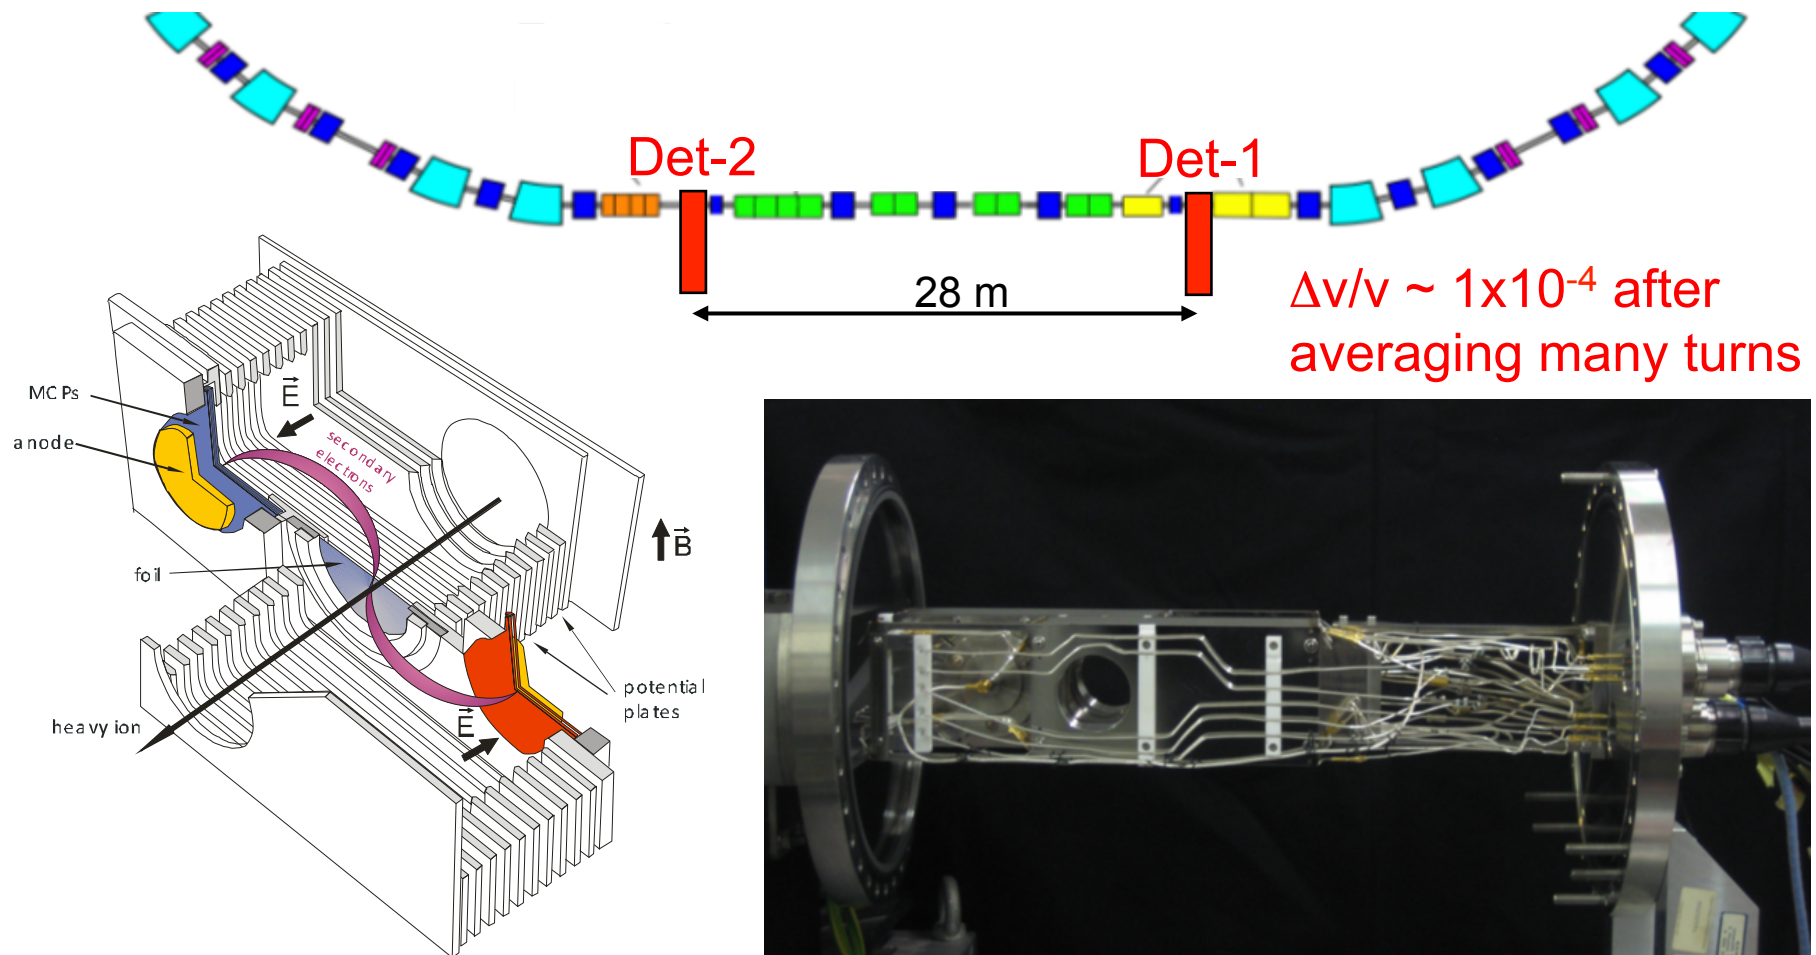 Det-2
Det-1
28 m
Δv/v ~ 1x10⁻⁴ after
averaging many turns
MCPs
anode
E⃗
secondary
electrons
B⃗
foil
potential
plates
heavy ion
E⃗